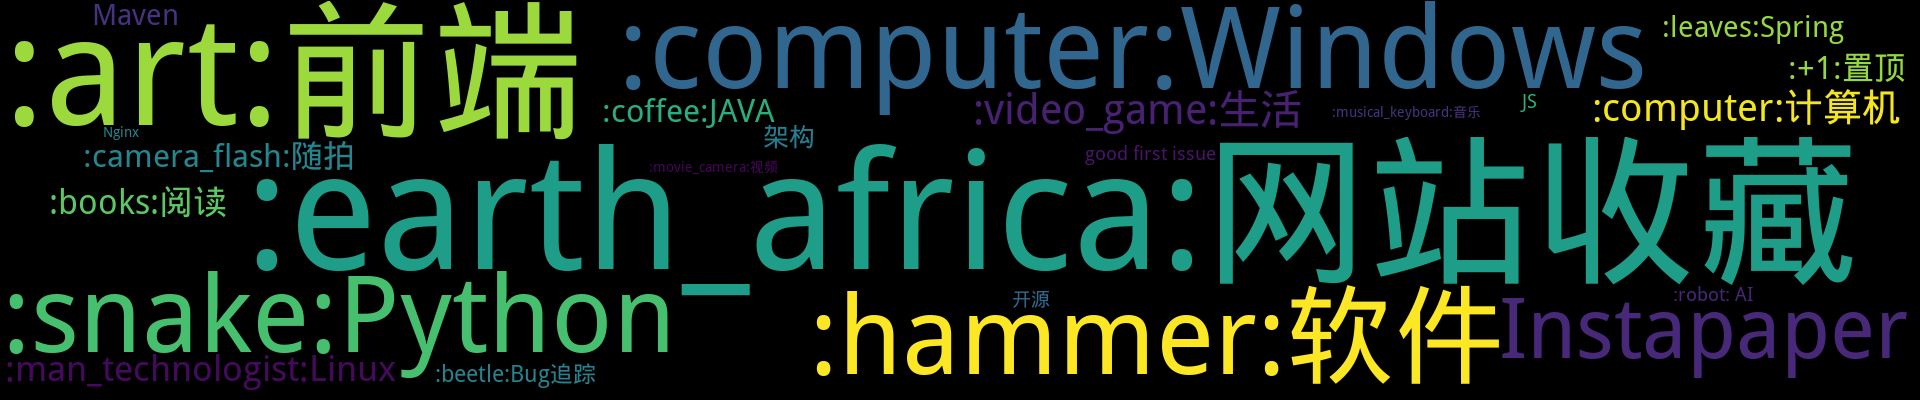 Maven
:art:前端
:computer:Windows
:leaves:Spring
:+1:置顶
:coffee:JAVA
:video_game:生活
:musical_keyboard:音乐
JS
:computer:计算机
Nginx
架构
:camera_flash:随拍
:movie_camera:视频
good first issue
:books:阅读
:earth_africa:网站收藏
:snake:Python
开源
:hammer:软件
:robot: AI
Instapaper
:man_technologist:Linux
:beetle:Bug追踪